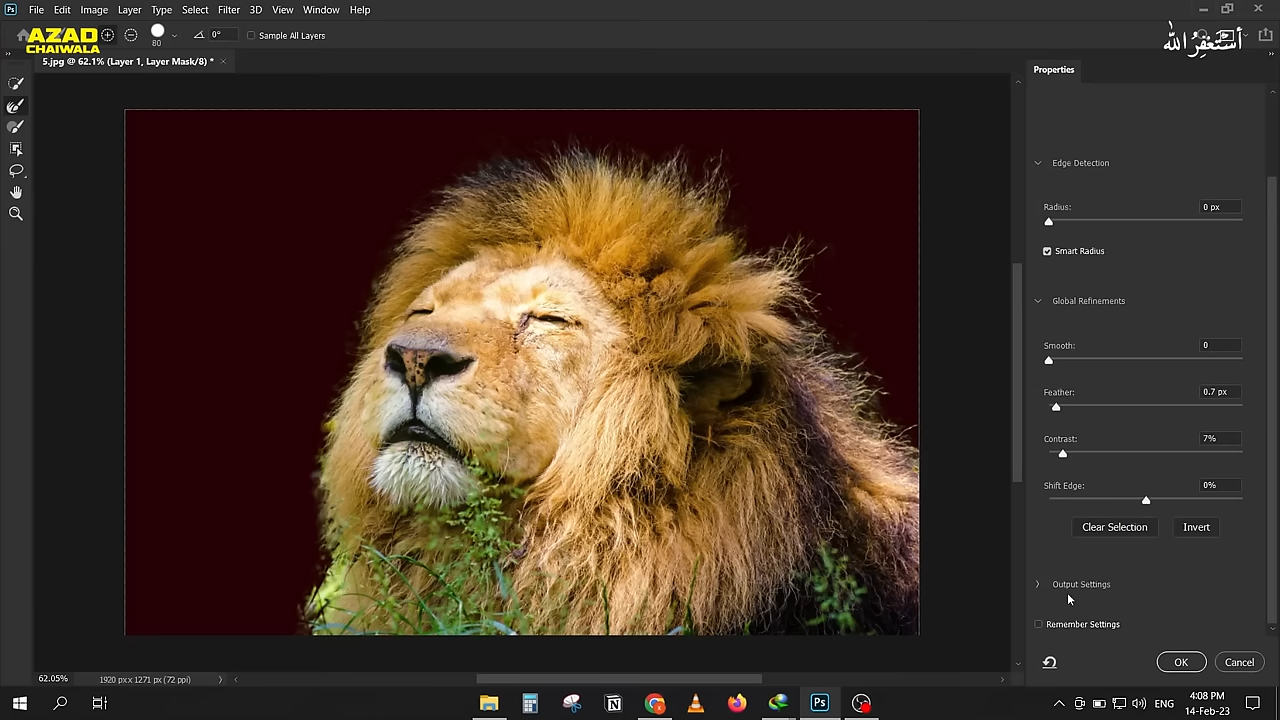 Ps File Edit Image Layer Type Select Filter 3D View Window Help
AZAD
CHAIWALA
80
0°
Sample All Layers
أستغفر الله
5.jpg @ 62.1% (Layer 1, Layer Mask/8) *
Properties
Edge Detection
Radius: 0 px
Smart Radius
Global Refinements
Smooth: 0
Feather: 0.7 px
Contrast: 7%
Shift Edge: 0%
Clear Selection Invert
Output Settings
Remember Settings
OK Cancel
62.05% 1920 px x 1271 px (72 ppi)
Ps
ENG
4:08 PM
14-Feb-23